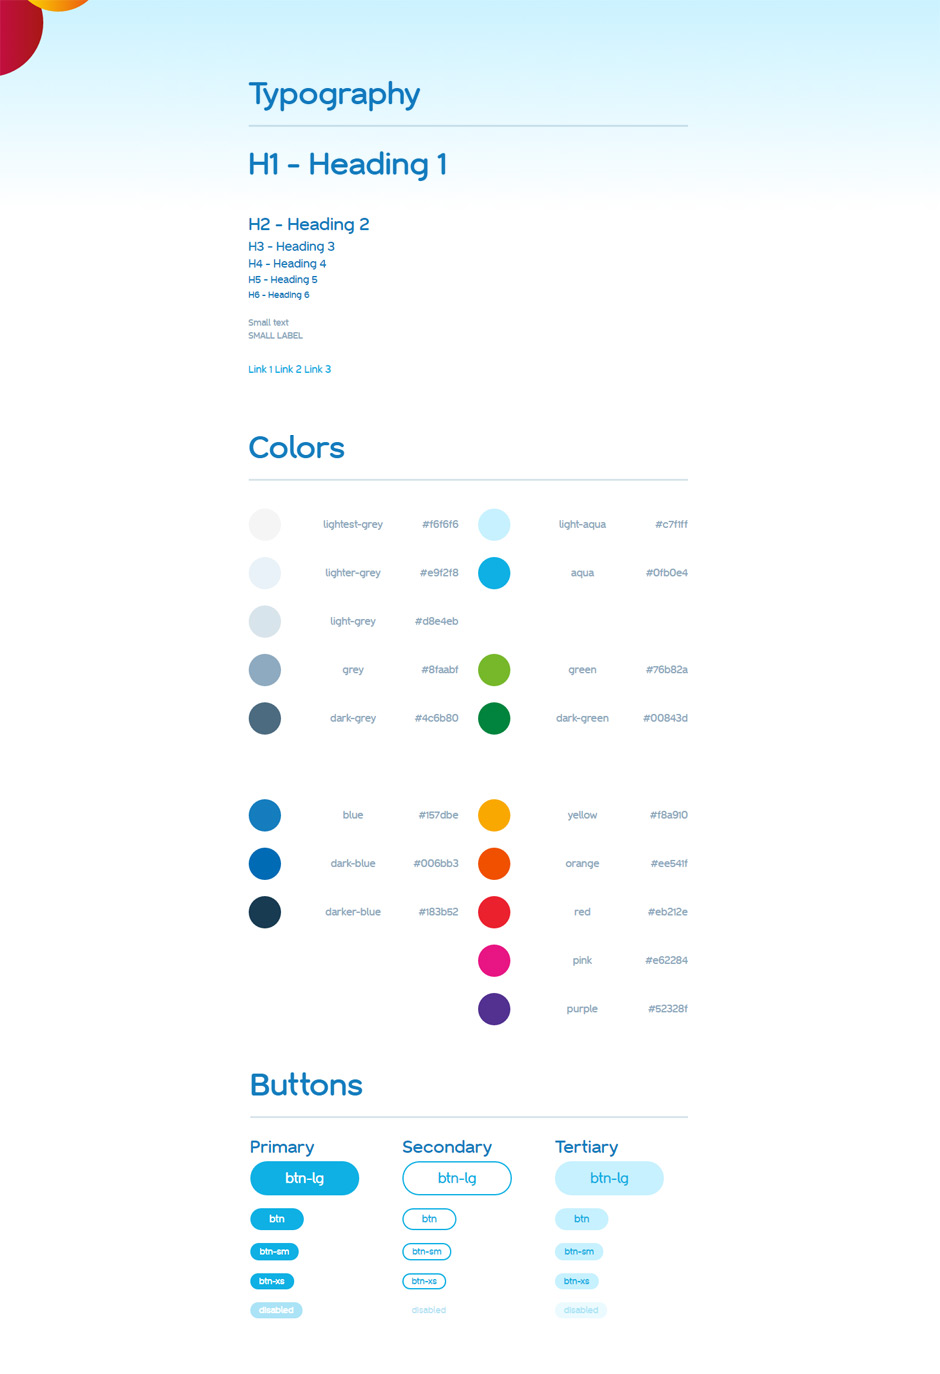 Typography
H1 - Heading 1
H2 - Heading 2
H3 - Heading 3
H4 - Heading 4
H5 - Heading 5
H6 - Heading 6
Small text
SMALL LABEL
Link 1 Link 2 Link 3
Colors
lightest-grey #f6f6f6 light-aqua #c7f1ff
lighter-grey #e9f2f8 aqua #0fb0e4
light-grey #d8e4eb
grey #8faabf green #76b82a
dark-grey #4c6b80 dark-green #00843d
blue #157dbe yellow #f8a910
dark-blue #006bb3 orange #ee541f
darker-blue #183b52 red #eb212e
pink #e62284
purple #52328f
Buttons
Primary Secondary Tertiary
btn-lg btn-lg btn-lg
btn btn btn
btn-sm btn-sm btn-sm
btn-xs btn-xs btn-xs
disabled disabled disabled